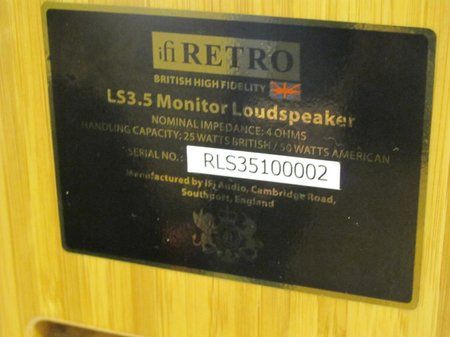 ifi RETRO
BRITISH HIGH FIDELITY
LS3.5 Monitor Loudspeaker
NOMINAL IMPEDANCE: 4 OHMS
HANDLING CAPACITY: 25 WATTS BRITISH / 50 WATTS AMERICAN
SERIAL NO.: RLS35100002
Manufactured by iFi Audio, Cambridge Road,
Southport, England